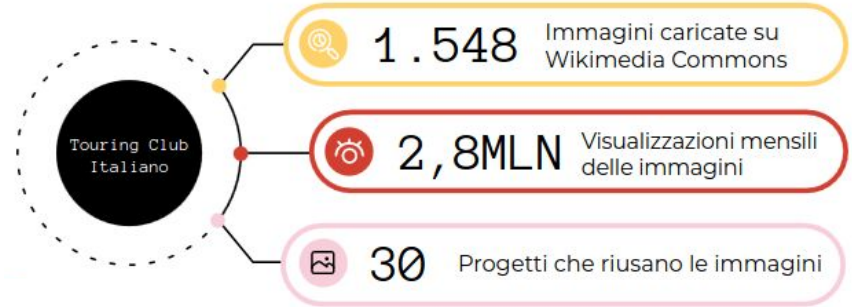 Touring Club
Italiano
1.548
Immagini caricate su
Wikimedia Commons
2,8MLN
Visualizzazioni mensili
delle immagini
30
Progetti che riusano le immagini